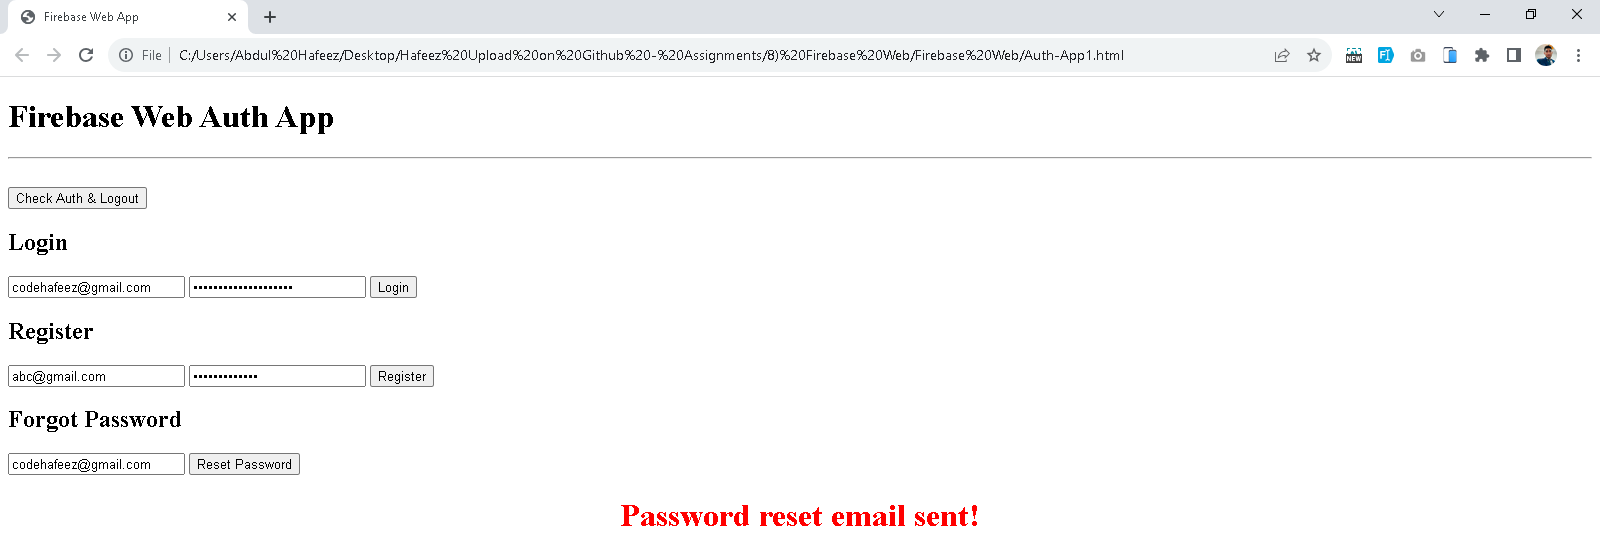 Firebase Web App
File C:/Users/Abdul%20Hafeez/Desktop/Hafeez%20Upload%20on%20Github%20-%20Assignments/8)%20Firebase%20Web/Firebase%20Web/Auth-App1.html
NEW
Firebase Web Auth App
Check Auth & Logout
Login
codehafeez@gmail.com •••••••••••••••••••• Login
Register
abc@gmail.com ••••••••••••• Register
Forgot Password
codehafeez@gmail.com Reset Password
Password reset email sent!